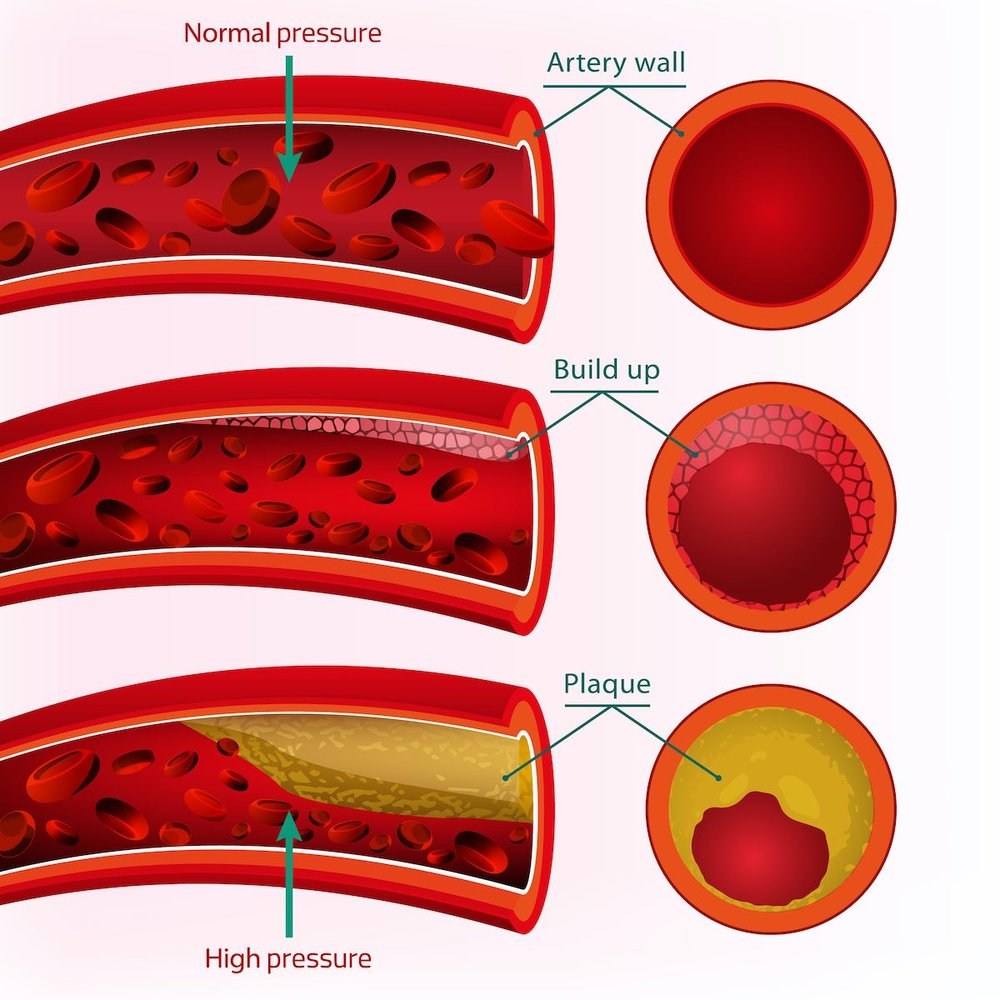 Normal pressure
Artery wall
Build up
Plaque
High pressure